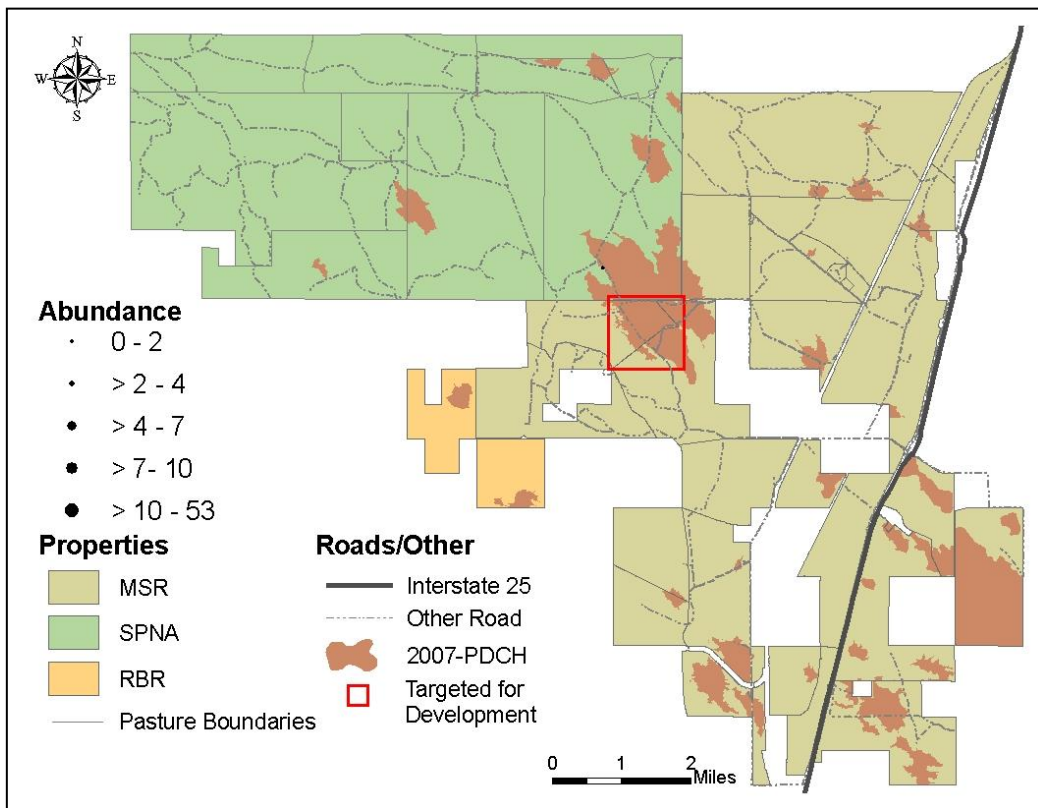 N
W E
S
Abundance
0 - 2
> 2 - 4
> 4 - 7
> 7- 10
> 10 - 53
Properties
MSR
SPNA
RBR
Pasture Boundaries
Roads/Other
Interstate 25
Other Road
2007-PDCH
Targeted for
Development
0 1 2
Miles